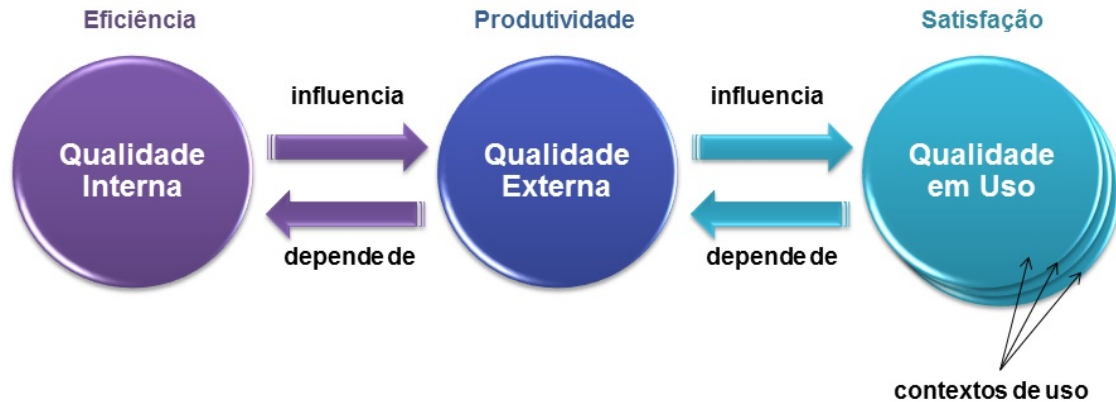 Eficiência
Produtividade
Satisfação
influencia
influencia
Qualidade
Interna
Qualidade
Externa
Qualidade
em Uso
depende de
depende de
contextos de uso